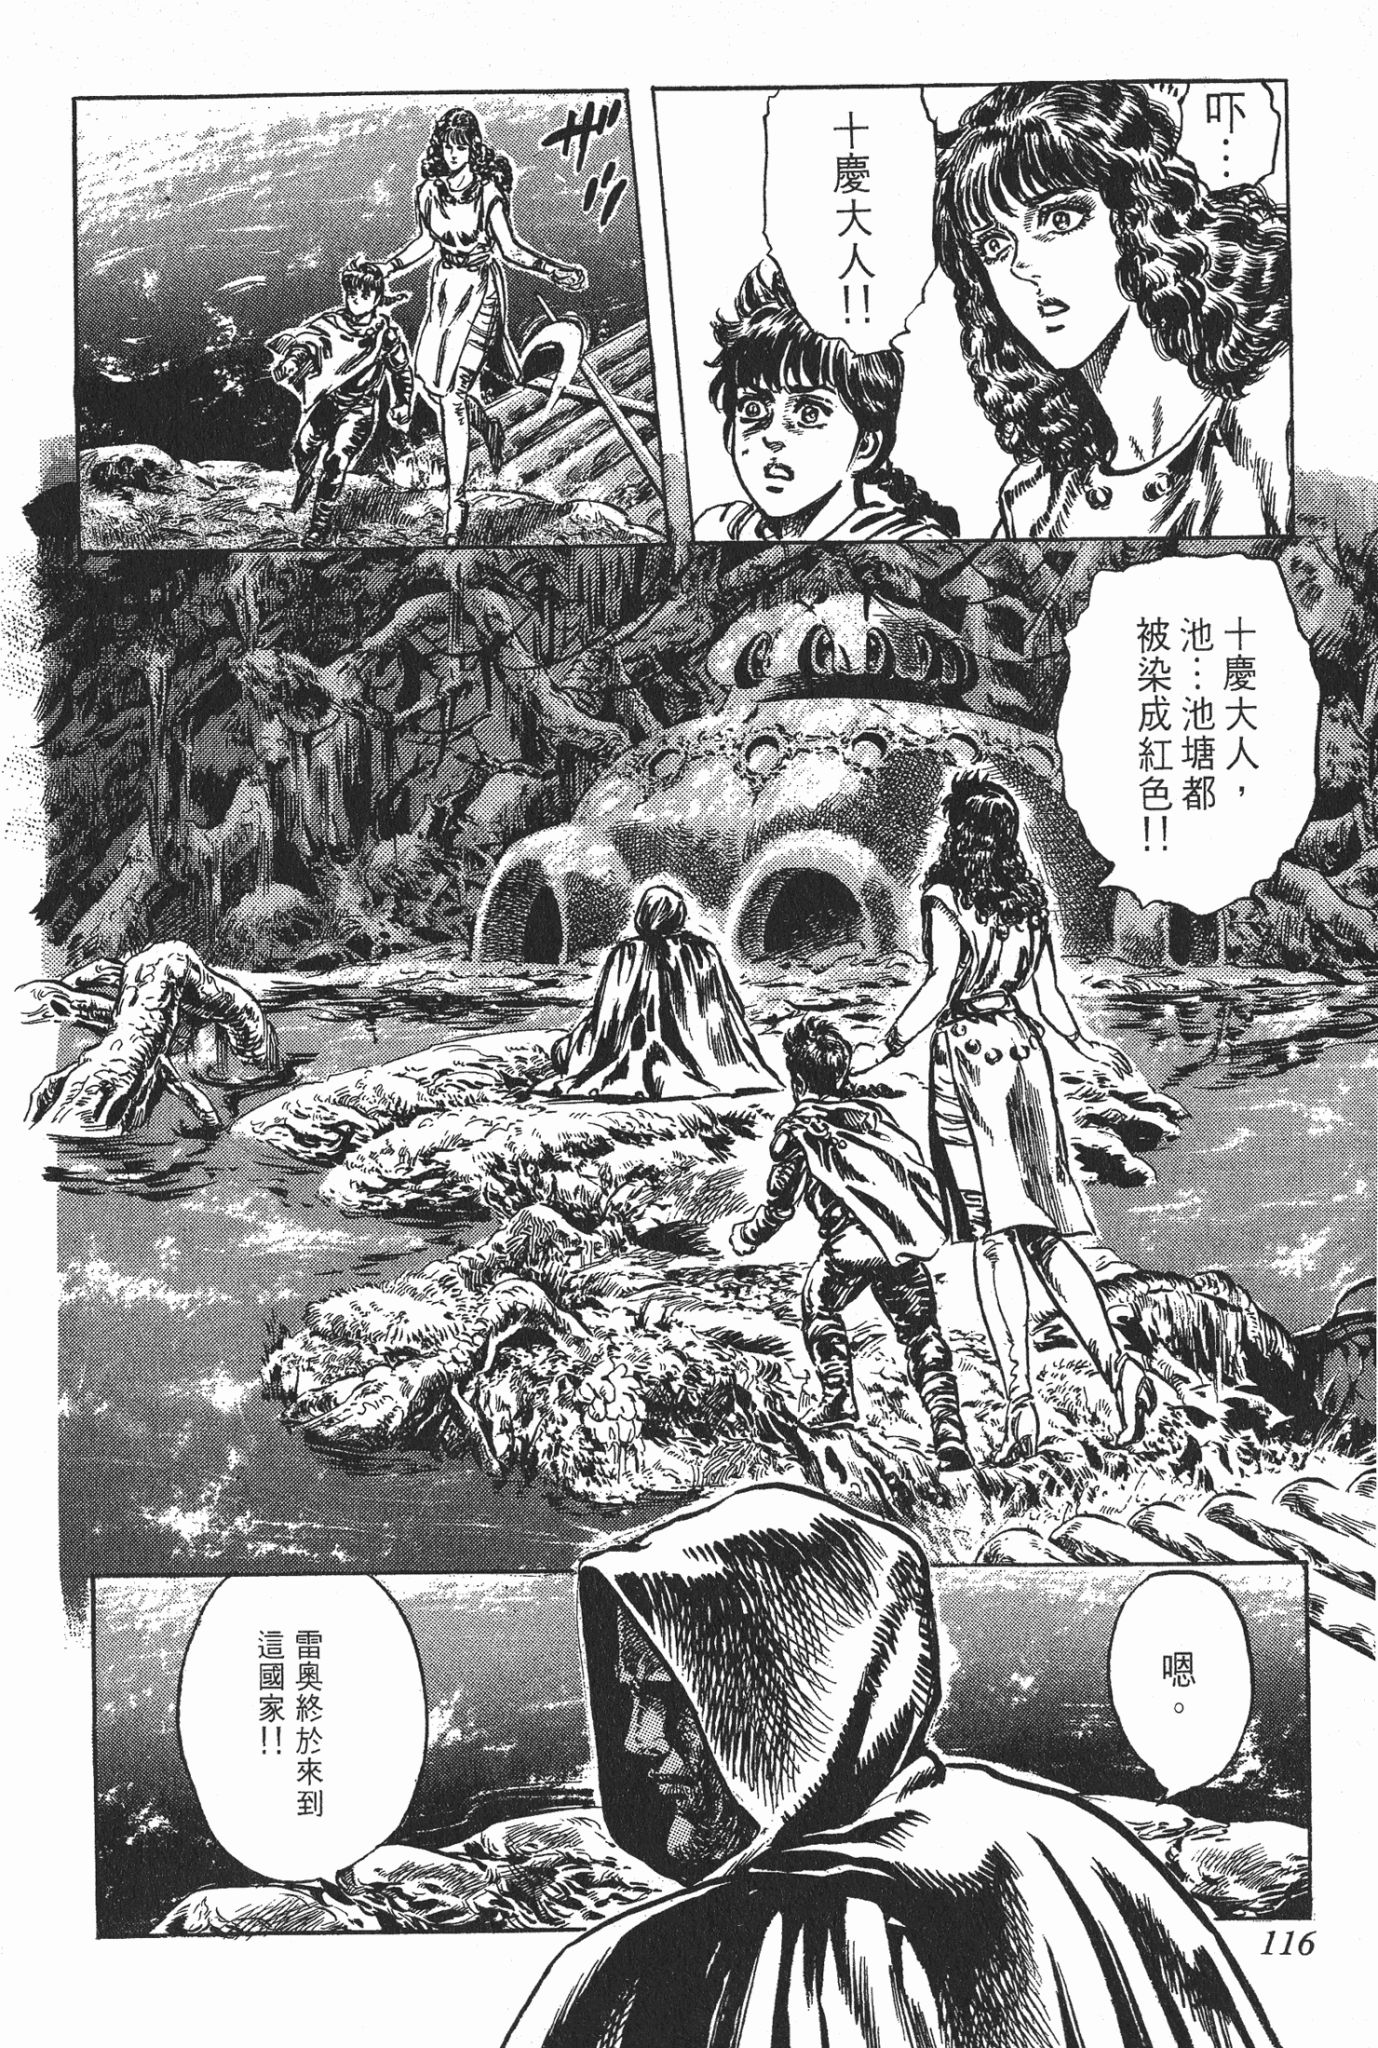 吓…
十慶大人!!
ザッ
十慶大人，
池…池塘都
被染成紅色!!
嗯。
雷奧終於來到
這國家!!
116